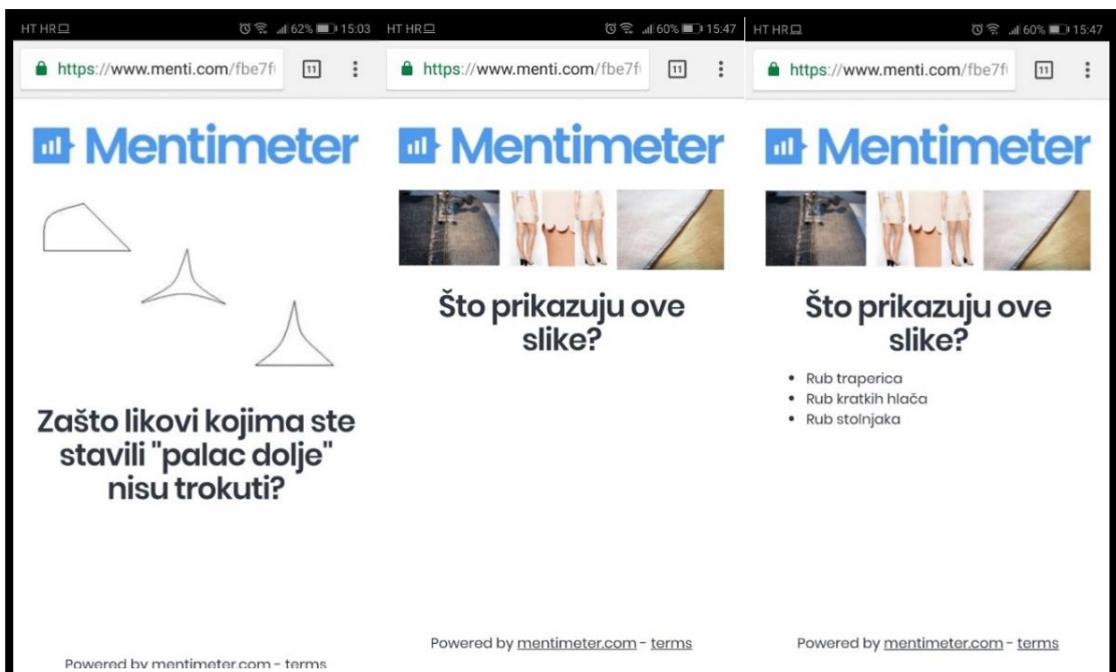 HT HR 62% 15:03
https://www.menti.com/fbe7f
11
Mentimeter
Zašto likovi kojima ste
stavili "palac dolje"
nisu trokuti?
Powered by mentimeter.com - terms
HT HR 60% 15:47
https://www.menti.com/fbe7f
11
Mentimeter
Što prikazuju ove
slike?
Powered by mentimeter.com - terms
HT HR 60% 15:47
https://www.menti.com/fbe7f
11
Mentimeter
Što prikazuju ove
slike?
• Rub traperica
• Rub kratkih hlača
• Rub stolnjaka
Powered by mentimeter.com - terms